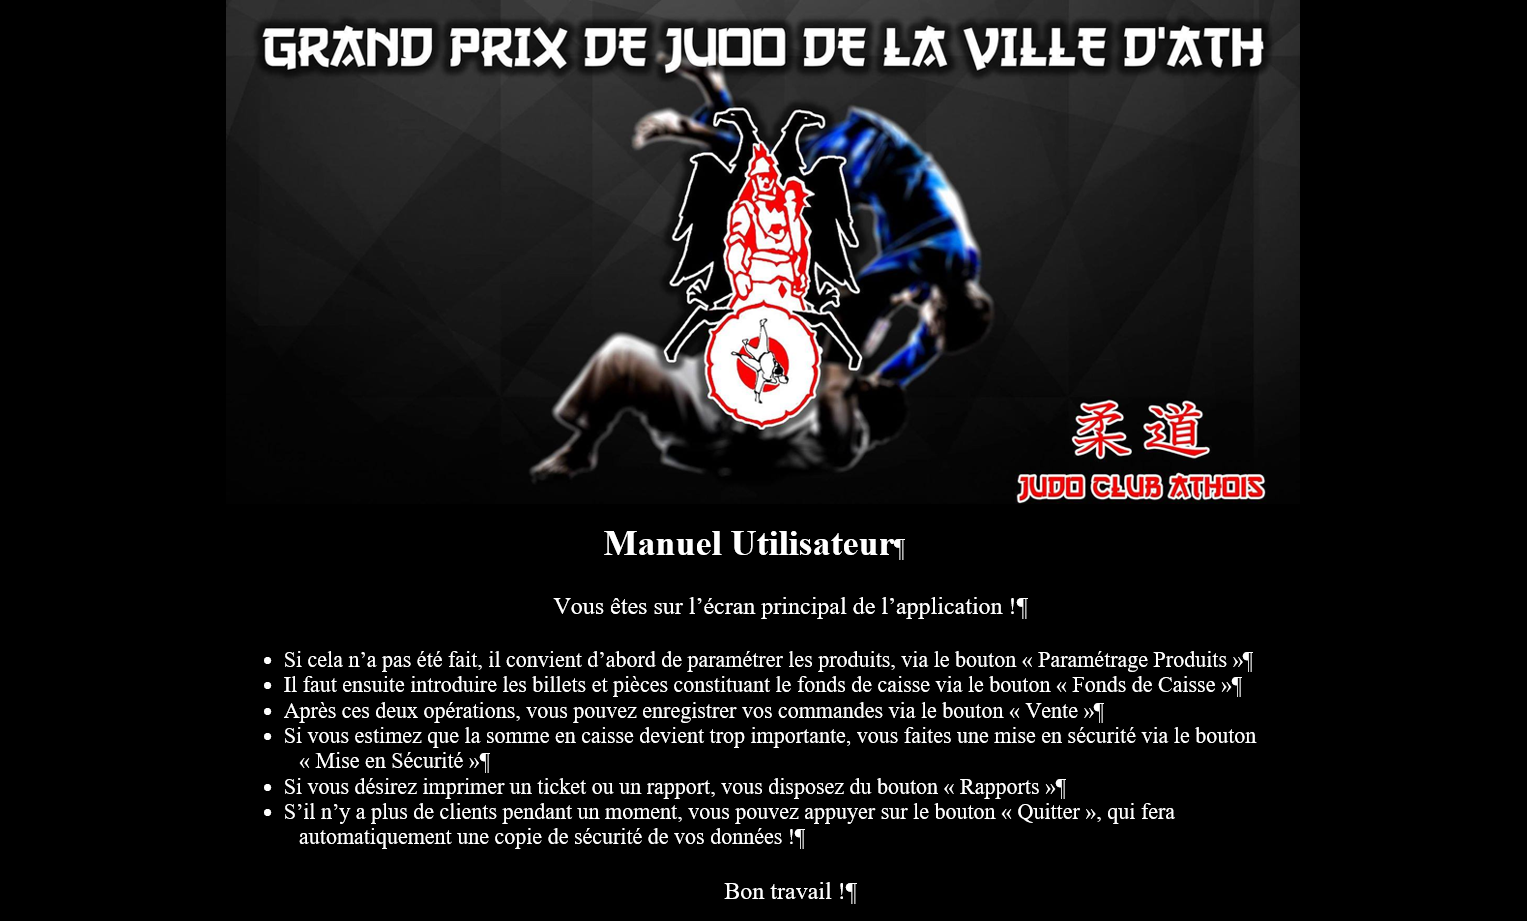 GRAND PRIX DE JUDO DE LA VILLE D'ATH
柔道
JUDO CLUB ATHOIS
Manuel Utilisateur¶
Vous êtes sur l’écran principal de l’application !¶
• Si cela n’a pas été fait, il convient d’abord de paramétrer les produits, via le bouton « Paramétrage Produits »¶
• Il faut ensuite introduire les billets et pièces constituant le fonds de caisse via le bouton « Fonds de Caisse »¶
• Après ces deux opérations, vous pouvez enregistrer vos commandes via le bouton « Vente »¶
• Si vous estimez que la somme en caisse devient trop importante, vous faites une mise en sécurité via le bouton
« Mise en Sécurité »¶
• Si vous désirez imprimer un ticket ou un rapport, vous disposez du bouton « Rapports »¶
• S’il n’y a plus de clients pendant un moment, vous pouvez appuyer sur le bouton « Quitter », qui fera
automatiquement une copie de sécurité de vos données !¶
Bon travail !¶